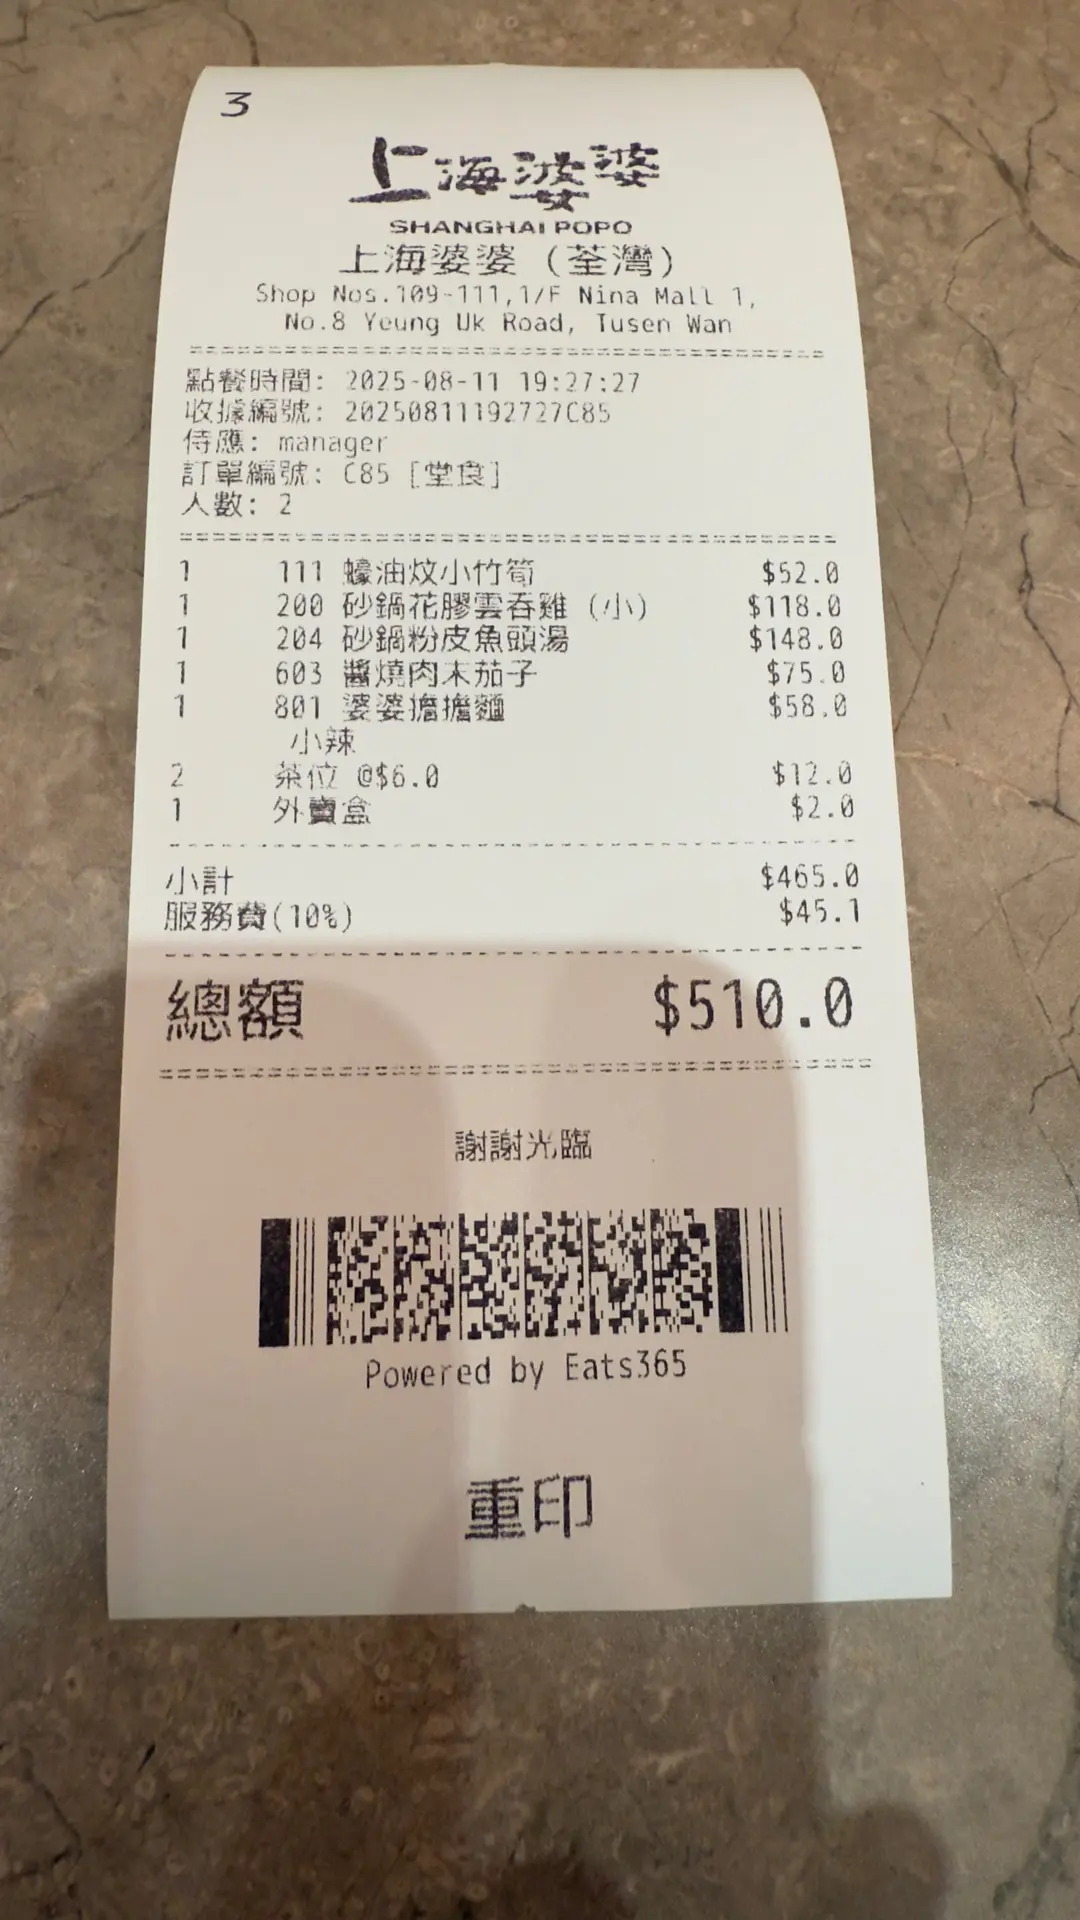 3
上海婆婆
SHANGHAI POPO
上海婆婆 (荃灣)
Shop Nos.109-111,1/F Nina Mall 1,
No.8 Yeung Uk Road, Tusen Wan
點餐時間: 2025-08-11 19:27:27
收據編號: 20250811192727C85
侍應: manager
訂單編號: C85 [堂食]
人數: 2
1 111 蠔油炆小竹筍 $52.0
1 200 砂鍋花膠雲吞雞 (小) $118.0
1 204 砂鍋粉皮魚頭湯 $148.0
1 603 醬燒肉末茄子 $75.0
1 801 婆婆擔擔麵 $58.0
小辣
2 茶位 @$6.0 $12.0
1 外賣盒 $2.0
小計 $465.0
服務費(10%) $45.1
總額 $510.0
謝謝光臨
Powered by Eats365
重印